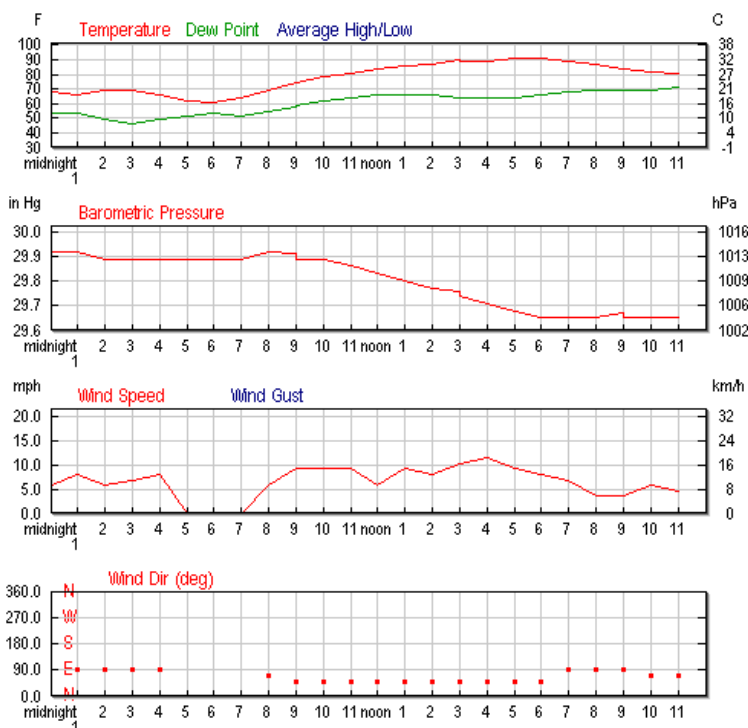 F C
Temperature Dew Point Average High/Low
100 38
90 32
80 27
70 21
60 16
50 10
40 4
30 -1
midnight 1 2 3 4 5 6 7 8 9 10 11 noon 1 2 3 4 5 6 7 8 9 10 11
in Hg hPa
Barometric Pressure
30.0 1016
29.9 1013
29.8 1009
29.7 1006
29.6 1002
midnight 1 2 3 4 5 6 7 8 9 10 11 noon 1 2 3 4 5 6 7 8 9 10 11
mph km/h
Wind Speed Wind Gust
20.0 32
15.0 24
10.0 16
5.0 8
0.0 0
midnight 1 2 3 4 5 6 7 8 9 10 11 noon 1 2 3 4 5 6 7 8 9 10 11
Wind Dir (deg)
360.0 N
270.0 W
180.0 S
90.0 E
0.0 N
midnight 1 2 3 4 5 6 7 8 9 10 11 noon 1 2 3 4 5 6 7 8 9 10 11